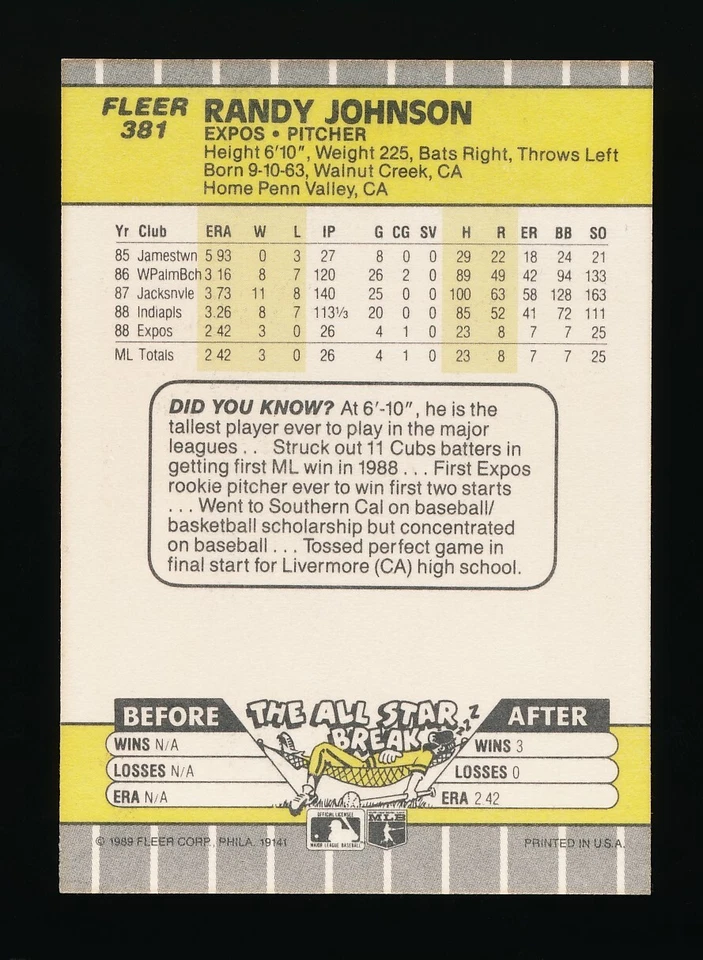 FLEER
381
RANDY JOHNSON
EXPOS • PITCHER
Height 6'10", Weight 225, Bats Right, Throws Left
Born 9-10-63, Walnut Creek, CA
Home Penn Valley, CA
Yr Club ERA W L IP G CG SV H R ER BB SO
85 Jamestwn 5 93 0 3 27 8 0 0 29 22 18 24 21
86 WPalmBch 3 16 8 7 120 26 2 0 89 49 42 94 133
87 Jacksnvle 3 73 11 8 140 25 0 0 100 63 58 128 163
88 Indiapls 3.26 8 7 113⅓ 20 0 0 85 52 41 72 111
88 Expos 2 42 3 0 26 4 1 0 23 8 7 7 25
ML Totals 2 42 3 0 26 4 1 0 23 8 7 7 25
DID YOU KNOW? At 6'-10", he is the
tallest player ever to play in the major
leagues . . Struck out 11 Cubs batters in
getting first ML win in 1988 . . . First Expos
rookie pitcher ever to win first two starts
. . . Went to Southern Cal on baseball/
basketball scholarship but concentrated
on baseball . . . Tossed perfect game in
final start for Livermore (CA) high school.
BEFORE
THE ALL STAR
BREAK
ZZZ
AFTER
WINS N/A
WINS 3
LOSSES N/A
LOSSES 0
ERA N/A
ERA 2.42
© 1989 FLEER CORP., PHILA. 19141
OFFICIAL LICENSEE
MAJOR LEAGUE BASEBALL
MLB
PRINTED IN U.S.A.